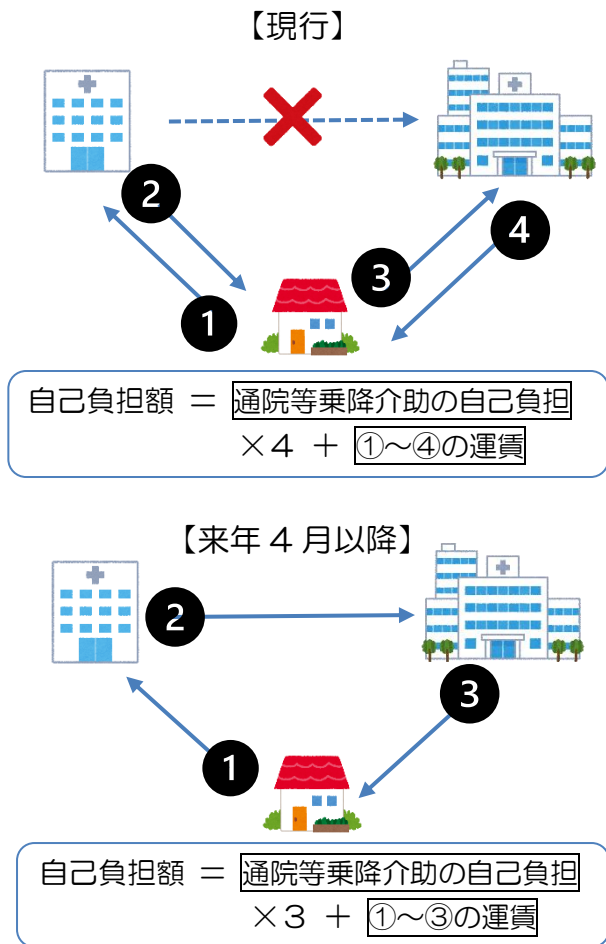 【現行】
2
4
3
1
自己負担額 ＝ 通院等乗降介助の自己負担
×4 ＋ ①～④の運賃
【来年４月以降】
2
3
1
自己負担額 ＝ 通院等乗降介助の自己負担
×3 ＋ ①～③の運賃